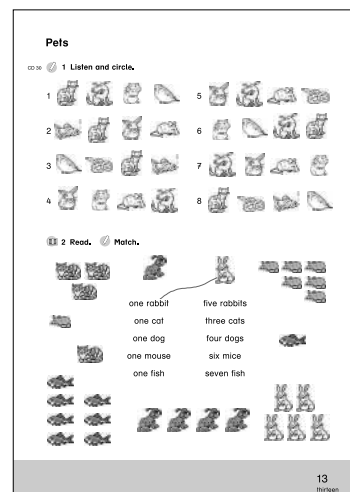 Pets
CD 30 1 Listen and circle.
1 5
2 6
3 7
4 8
2 Read. Match.
one rabbit five rabbits
one cat three cats
one dog four dogs
one mouse six mice
one fish seven fish
13
thirteen